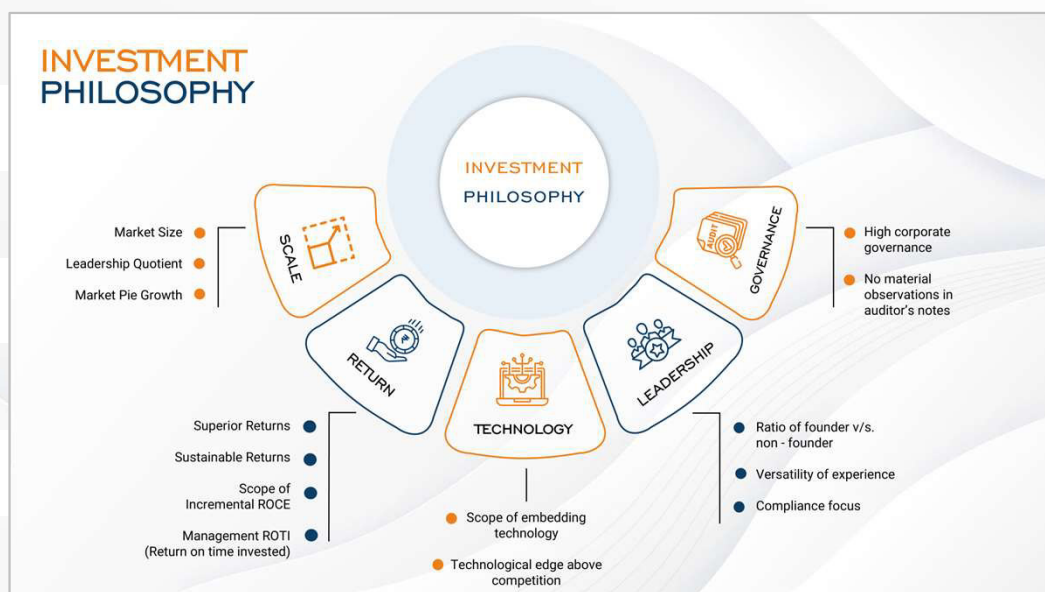 INVESTMENT
PHILOSOPHY
INVESTMENT
PHILOSOPHY
SCALE
Market Size
Leadership Quotient
Market Pie Growth
RETURN
₹
Superior Returns
Sustainable Returns
Scope of
Incremental ROCE
Management ROTI
(Return on time invested)
TECHNOLOGY
Scope of embedding
technology
Technological edge above
competition
LEADERSHIP
Ratio of founder v/s.
non - founder
Versatility of experience
Compliance focus
GOVERNANCE
AUDIT
High corporate
governance
No material
observations in
auditor's notes